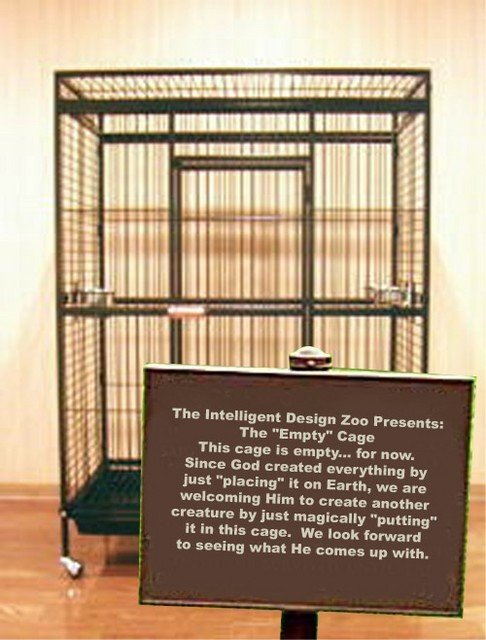 The Intelligent Design Zoo Presents:
The "Empty" Cage
This cage is empty... for now.
Since God created everything by
just "placing" it on Earth, we are
welcoming Him to create another
creature by just magically "putting"
it in this cage. We look forward
to seeing what He comes up with.